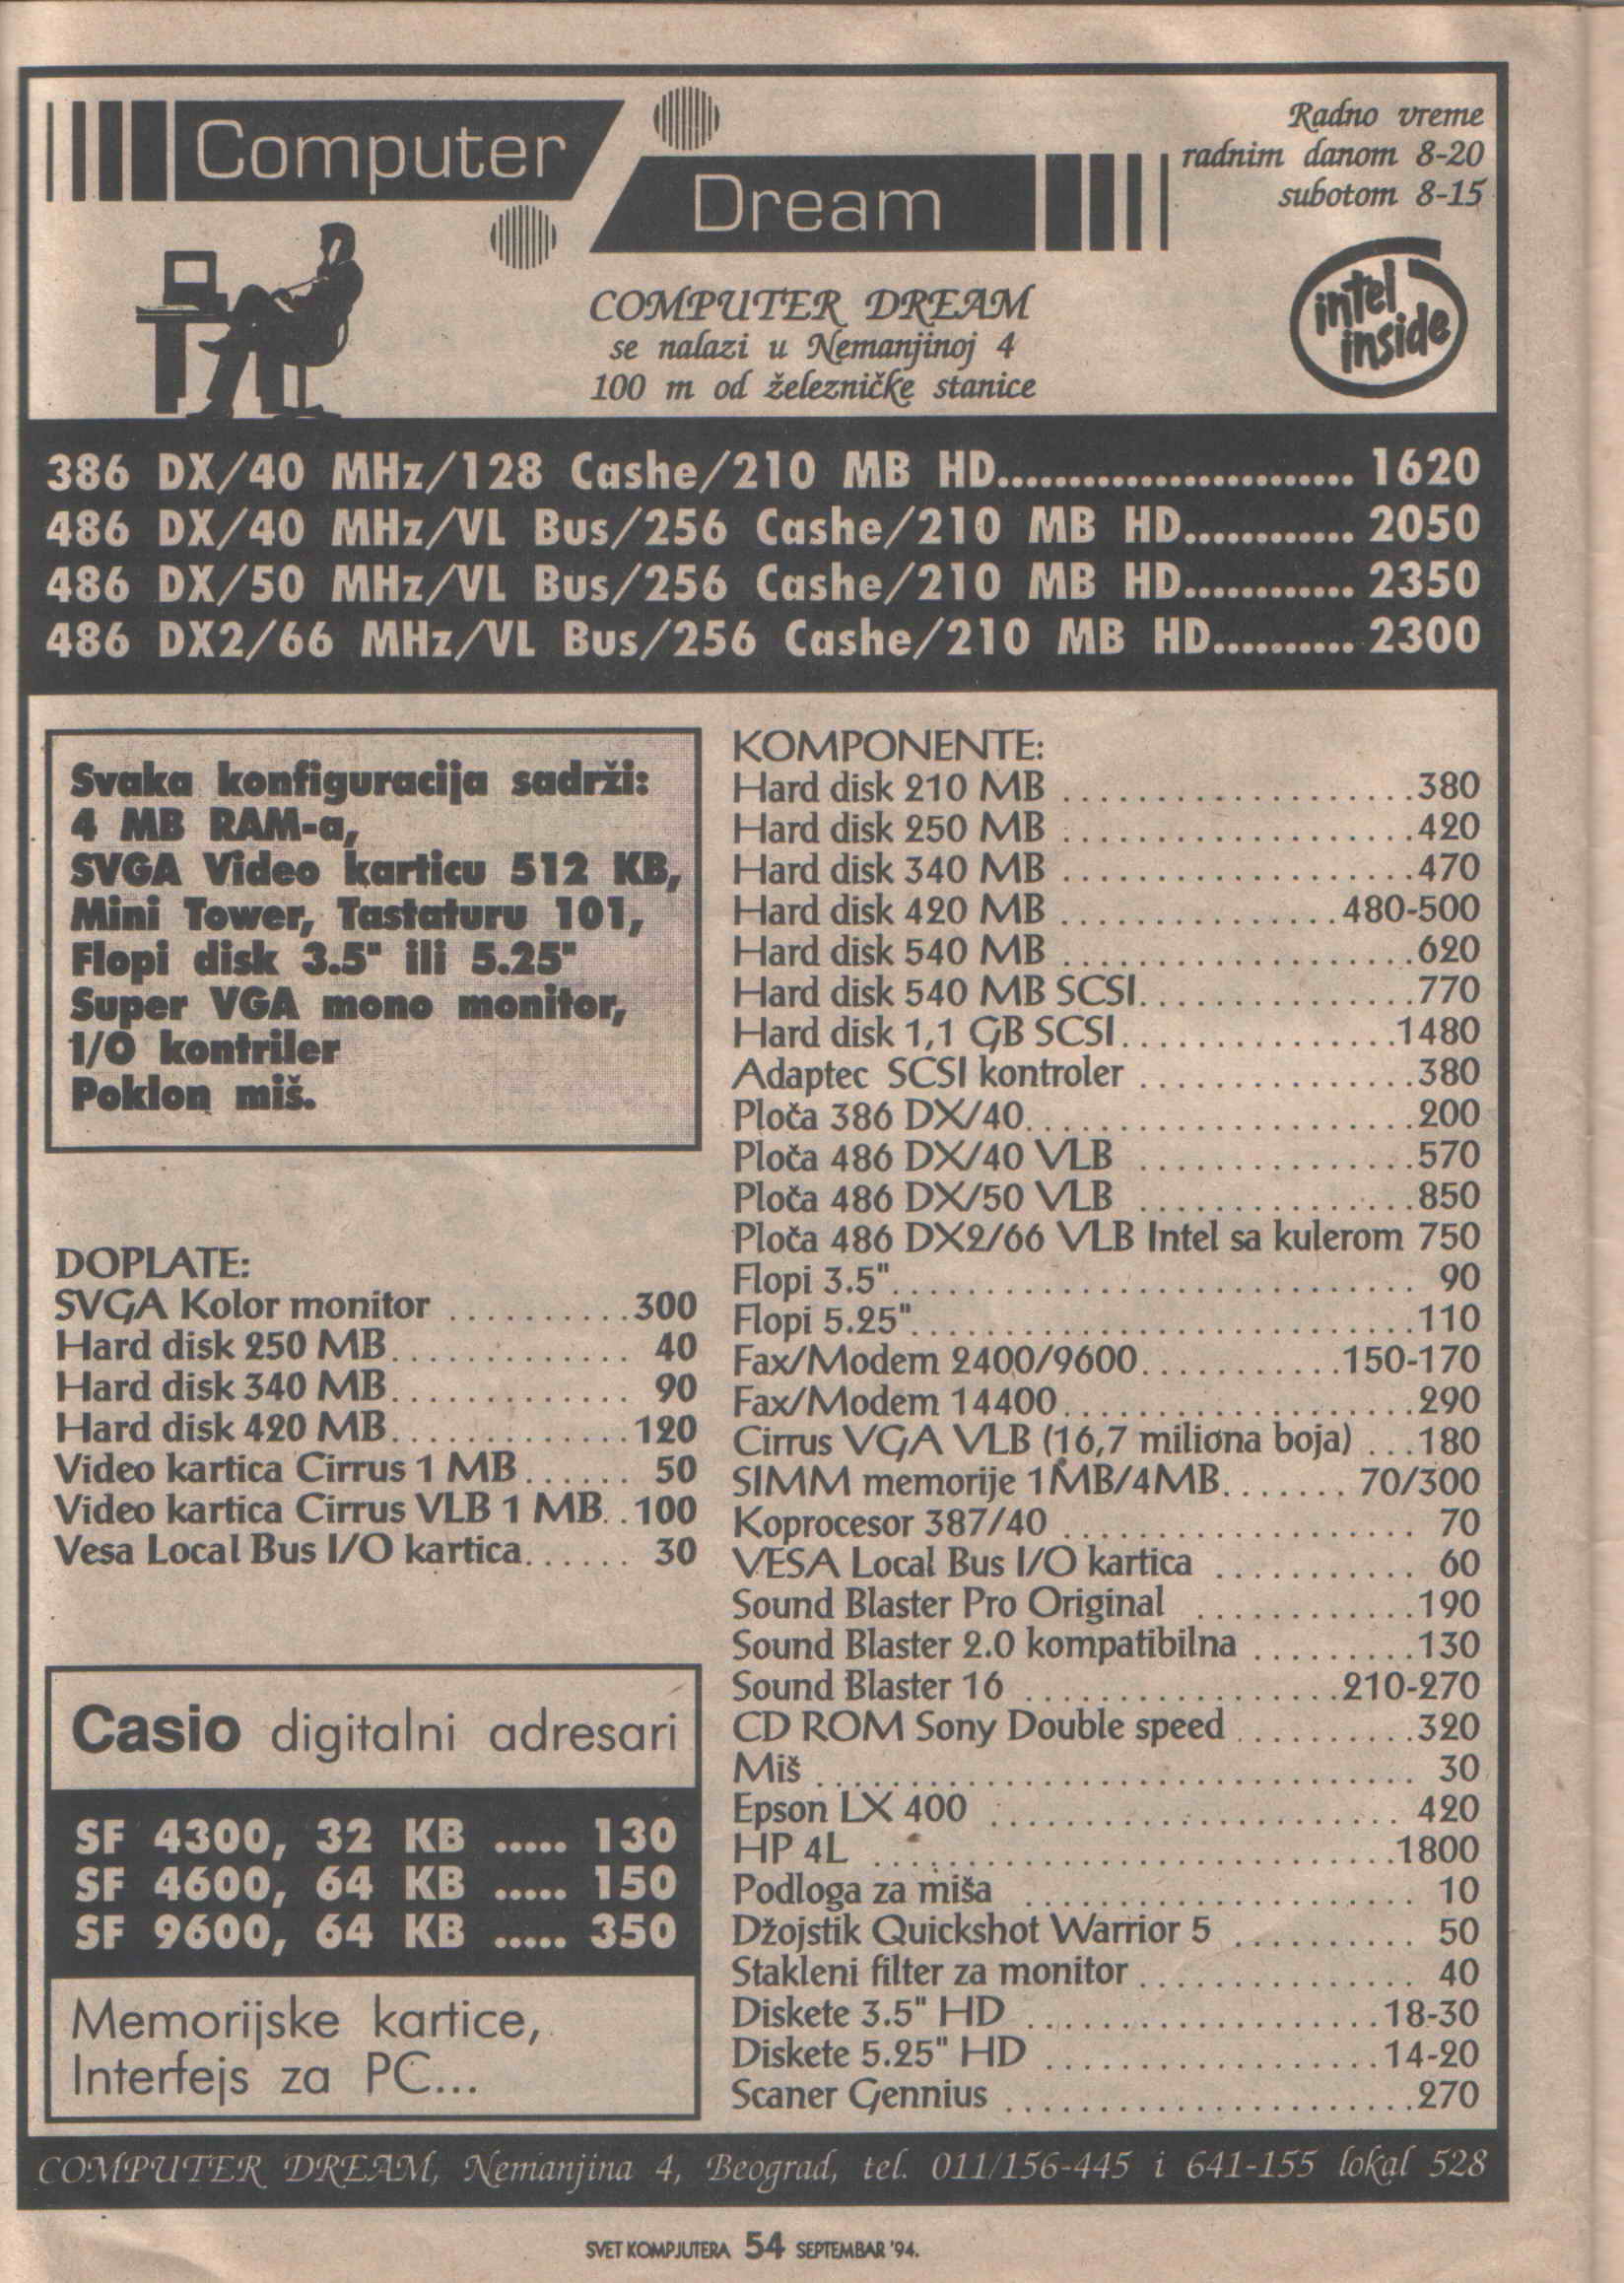 Computer
Dream
Radno vreme
radnim danom 8-20
subotom 8-15
COMPUTER DREAM
se nalazi u Nemanjinoj 4
100 m od železničke stanice
intel
inside
386 DX/40 MHz/128 Cashe/210 MB HD......................... 1620
486 DX/40 MHz/VL Bus/256 Cashe/210 MB HD............ 2050
486 DX/50 MHz/VL Bus/256 Cashe/210 MB HD............ 2350
486 DX2/66 MHz/VL Bus/256 Cashe/210 MB HD.......... 2300
Svaka konfiguracija sadrži:
4 MB RAM-a,
SVGA Video karticu 512 KB,
Mini Tower, Tastaturu 101,
Flopi disk 3.5" ili 5.25"
Super VGA mono monitor,
I/O kontriler
Poklon miš.
DOPLATE:
SVGA Kolor monitor ..........300
Hard disk 250 MB............. 40
Hard disk 340 MB............. 90
Hard disk 420 MB.............120
Video kartica Cirrus 1 MB...... 50
Video kartica Cirrus VLB 1 MB..100
Vesa Local Bus I/O kartica...... 30
Casio digitalni adresari
SF 4300, 32 KB ..... 130
SF 4600, 64 KB ..... 150
SF 9600, 64 KB ..... 350
Memorijske kartice,
Interfejs za PC...
KOMPONENTE:
Hard disk 210 MB ...................380
Hard disk 250 MB ...................420
Hard disk 340 MB ...................470
Hard disk 420 MB ...............480-500
Hard disk 540 MB ...................620
Hard disk 540 MB SCSI...............770
Hard disk 1,1 GB SCSI...............1480
Adaptec SCSI kontroler ...............380
Ploča 386 DX/40.....................200
Ploča 486 DX/40 VLB ...............570
Ploča 486 DX/50 VLB ...............850
Ploča 486 DX2/66 VLB Intel sa kulerom 750
Flopi 3.5"............................. 90
Flopi 5.25"............................110
Fax/Modem 2400/9600...........150-170
Fax/Modem 14400...................290
Cirrus VGA VLB (16,7 miliona boja) ...180
SIMM memorije 1MB/4MB....... 70/300
Koprocesor 387/40 ................... 70
VESA Local Bus I/O kartica ........... 60
Sound Blaster Pro Original ............190
Sound Blaster 2.0 kompatibilna .........130
Sound Blaster 16 .................210-270
CD ROM Sony Double speed ..........320
Miš ................................. 30
Epson LX 400 ...................... 420
HP 4L .............................1800
Podloga za miša ..................... 10
Džojstik Quickshot Warrior 5 .......... 50
Stakleni filter za monitor ............... 40
Diskete 3.5" HD ...................18-30
Diskete 5.25" HD ..................14-20
Scaner Gennius ......................270
COMPUTER DREAM, Nemanjina 4, Beograd, tel. 011/156-445 i 641-155 lokal 528
SVET KOMPJUTERA 54 SEPTEMBAR '94.